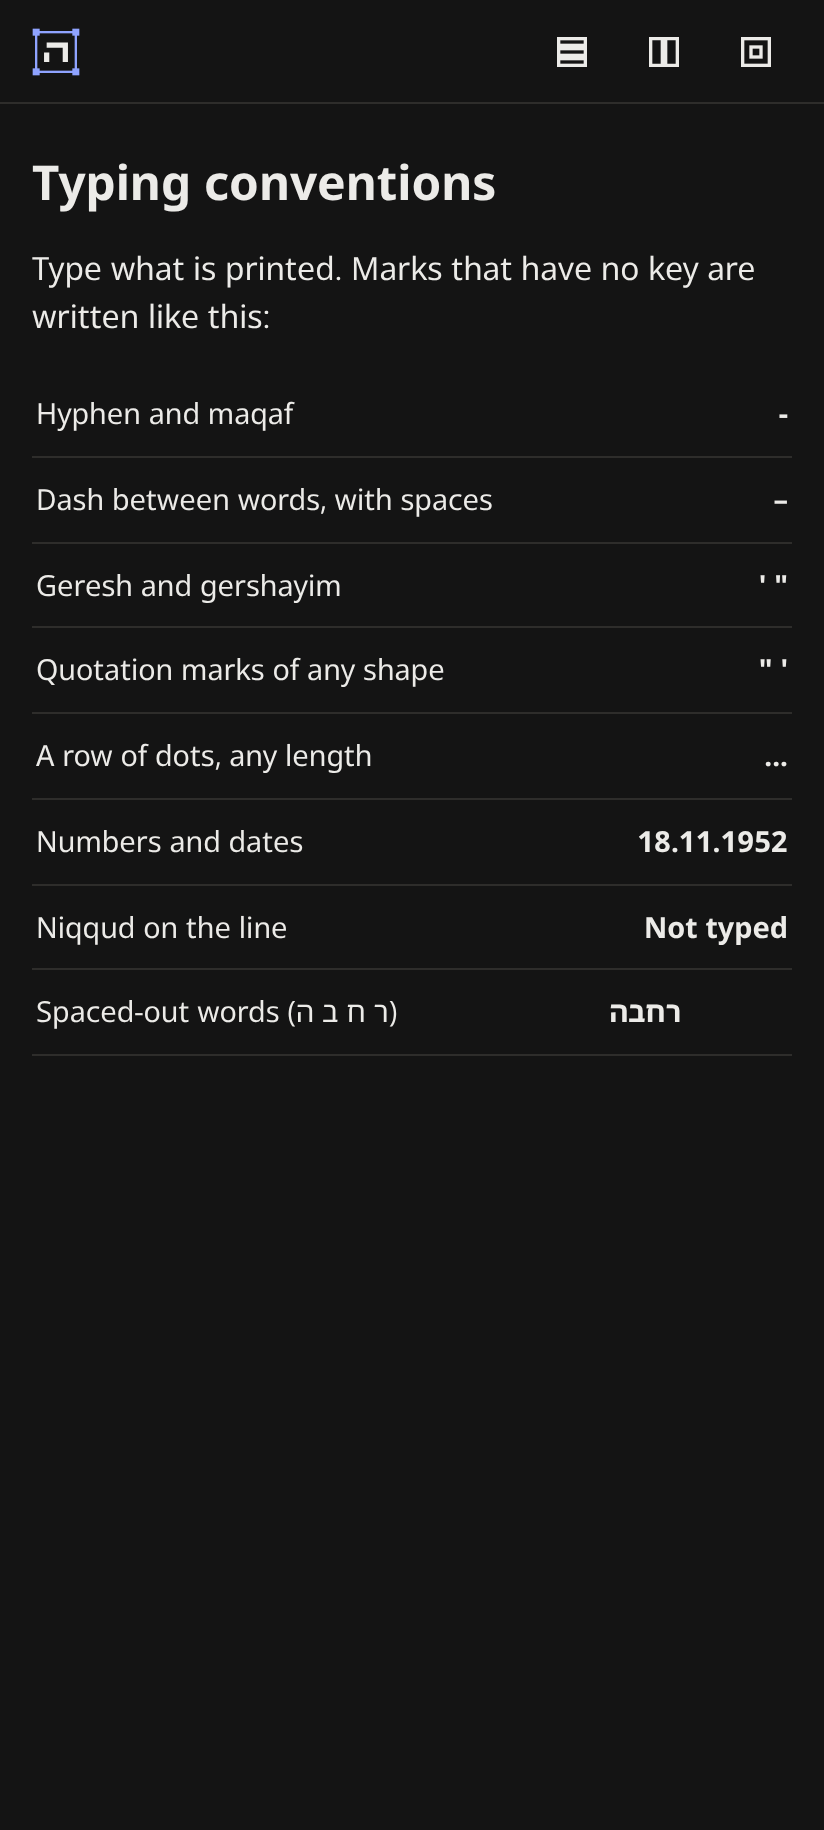 ה
Typing conventions
Type what is printed. Marks that have no key are
written like this:
Hyphen and maqaf -
Dash between words, with spaces –
Geresh and gershayim ' "
Quotation marks of any shape " '
A row of dots, any length ...
Numbers and dates 18.11.1952
Niqqud on the line Not typed
Spaced-out words (ר ח ב ה) רחבה